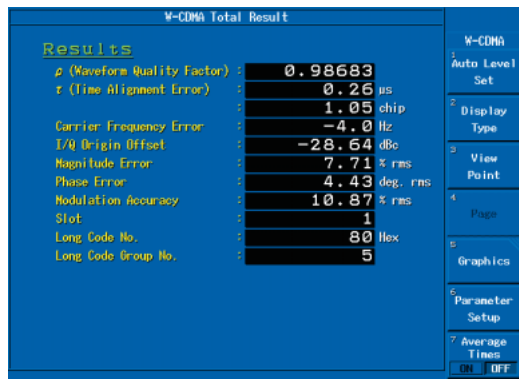 W-CDMA Total Result
Results
ρ (Waveform Quality Factor) : 0.98683
τ (Time Alignment Error) : 0.26 µs
: 1.05 chip
Carrier Frequency Error : -4.0 Hz
I/Q Origin Offset : -28.64 dBc
Magnitude Error : 7.71 % rms
Phase Error : 4.43 deg. rms
Modulation Accuracy : 10.87 % rms
Slot : 1
Long Code No. : 80 Hex
Long Code Group No. : 5
W-CDMA
1
Auto Level
Set
2
Display
Type
3
View
Point
4
Page
5
Graphics
6
Parameter
Setup
7 Average
Times
ON OFF